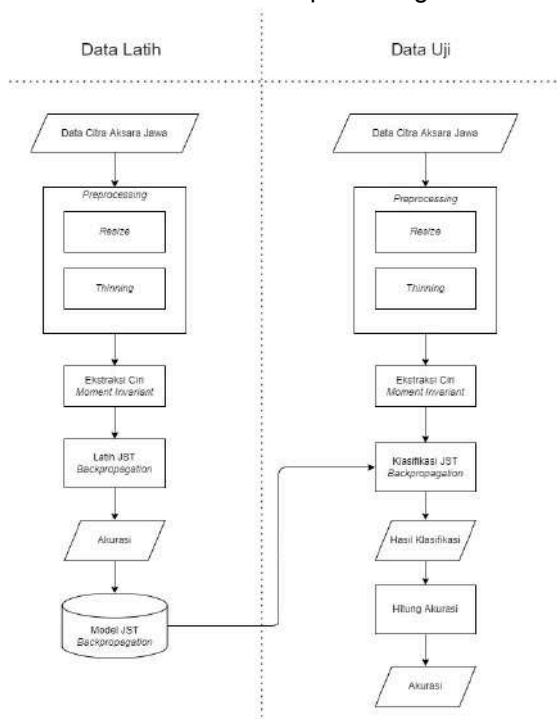 Data Latih
Data Uji
Data Citra Aksara Jawa
Preprocessing
Resize
Thinning
Ekstraksi Ciri
Moment Invariant
Latih JST
Backpropagation
Akurasi
Model JST
Backpropagation
Data Citra Aksara Jawa
Preprocessing
Resize
Thinning
Ekstraksi Ciri
Moment Invariant
Klasifikasi JST
Backpropagation
Hasil Klasifikasi
Hitung Akurasi
Akurasi